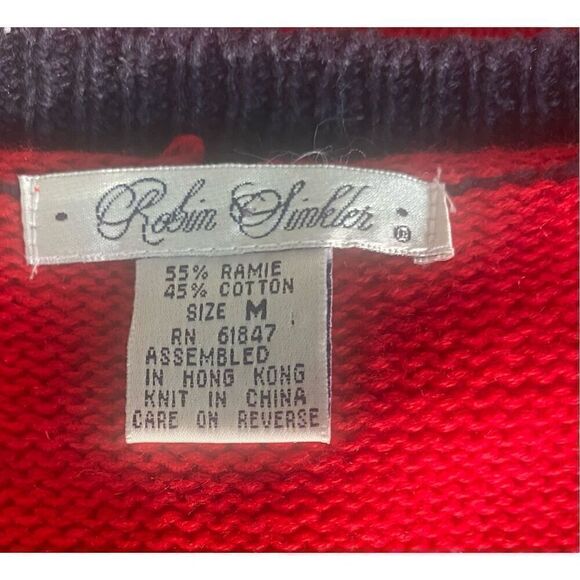 Robin Sinkler ®
55% RAMIE
45% COTTON
SIZE M
RN 61847
ASSEMBLED
IN HONG KONG
KNIT IN CHINA
CARE ON REVERSE